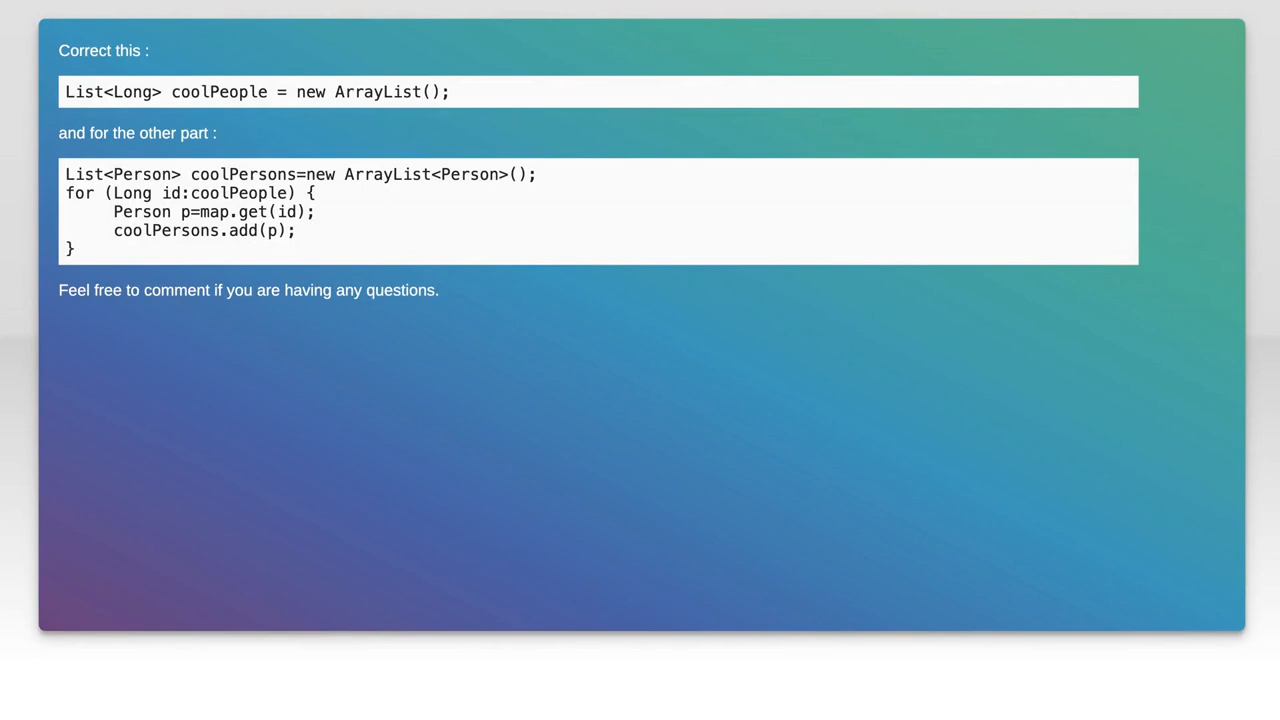 Correct this :
List<Long> coolPeople = new ArrayList();
and for the other part :
List<Person> coolPersons=new ArrayList<Person>();
for (Long id:coolPeople) {
     Person p=map.get(id);
     coolPersons.add(p);
}
Feel free to comment if you are having any questions.